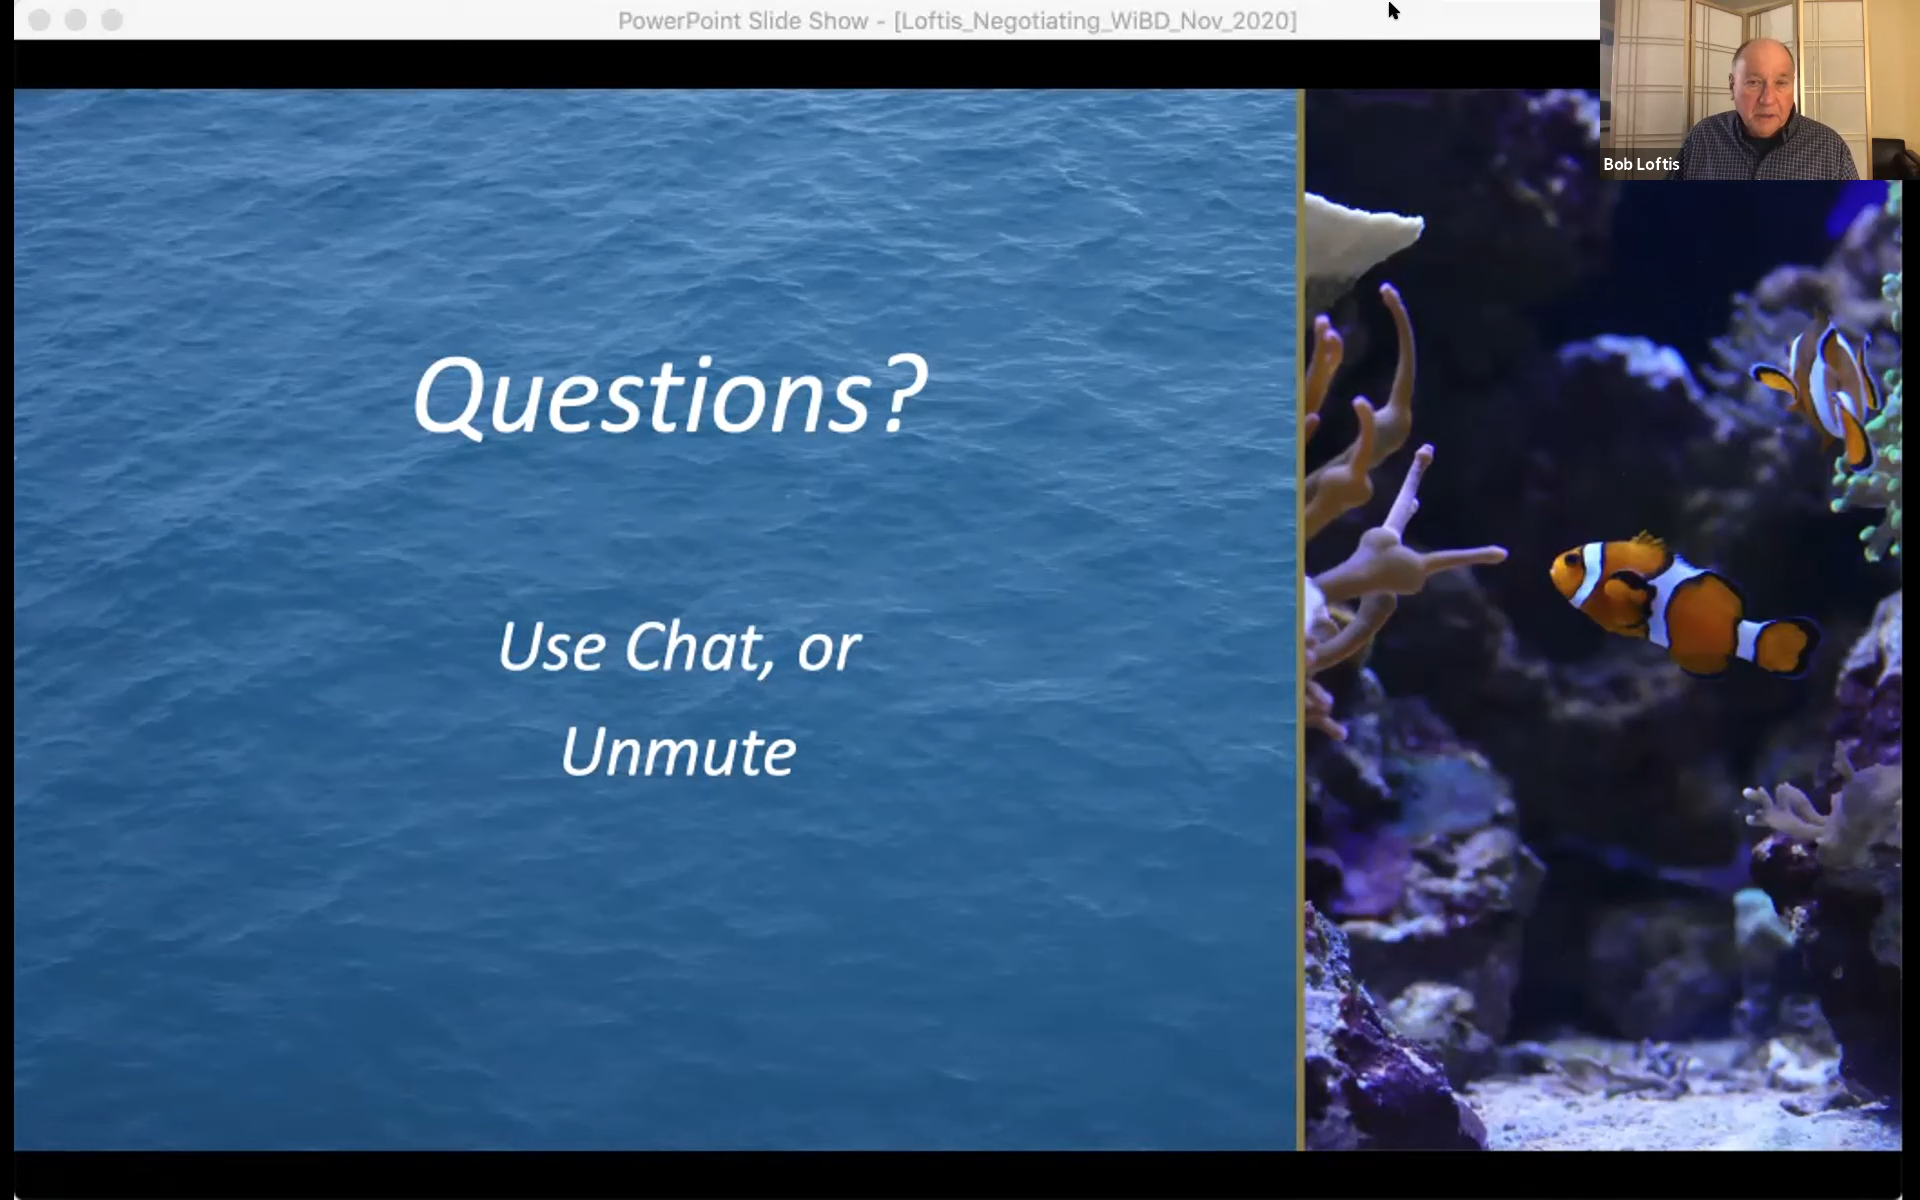 PowerPoint Slide Show - [Loftis_Negotiating_WiBD_Nov_2020]
Bob Loftis
Questions?
Use Chat, or
Unmute